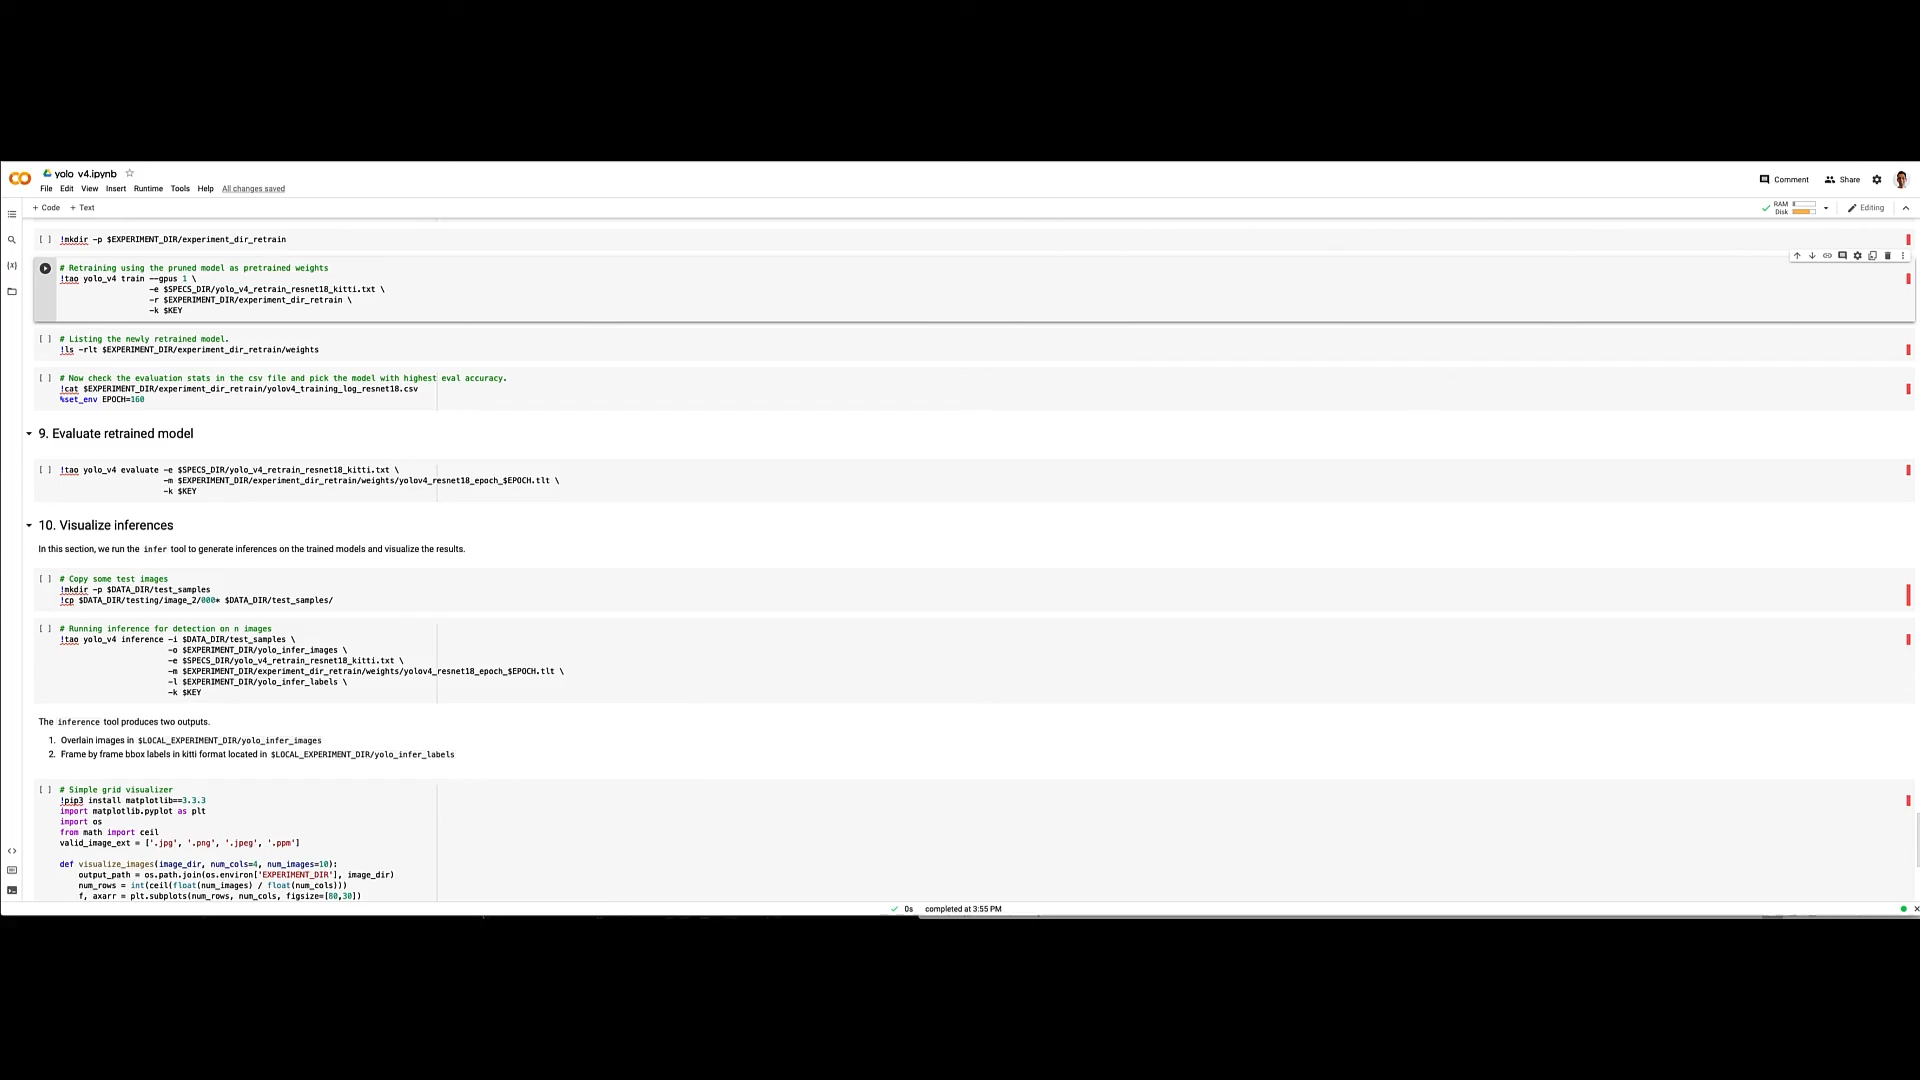 yolo v4.ipynb
File Edit View Insert Runtime Tools Help All changes saved
Comment Share
+ Code + Text
RAM
Disk
Editing
[ ] !mkdir -p $EXPERIMENT_DIR/experiment_dir_retrain
# Retraining using the pruned model as pretrained weights
!tao yolo_v4 train --gpus 1 \
-e $SPECS_DIR/yolo_v4_retrain_resnet18_kitti.txt \
-r $EXPERIMENT_DIR/experiment_dir_retrain \
-k $KEY
[ ] # Listing the newly retrained model.
!ls -rlt $EXPERIMENT_DIR/experiment_dir_retrain/weights
[ ] # Now check the evaluation stats in the csv file and pick the model with highest eval accuracy.
!cat $EXPERIMENT_DIR/experiment_dir_retrain/yolov4_training_log_resnet18.csv
%set_env EPOCH=160
9. Evaluate retrained model
[ ] !tao yolo_v4 evaluate -e $SPECS_DIR/yolo_v4_retrain_resnet18_kitti.txt \
-m $EXPERIMENT_DIR/experiment_dir_retrain/weights/yolov4_resnet18_epoch_$EPOCH.tlt \
-k $KEY
10. Visualize inferences
In this section, we run the infer tool to generate inferences on the trained models and visualize the results.
[ ] # Copy some test images
!mkdir -p $DATA_DIR/test_samples
!cp $DATA_DIR/testing/image_2/000* $DATA_DIR/test_samples/
[ ] # Running inference for detection on n images
!tao yolo_v4 inference -i $DATA_DIR/test_samples \
-o $EXPERIMENT_DIR/yolo_infer_images \
-e $SPECS_DIR/yolo_v4_retrain_resnet18_kitti.txt \
-m $EXPERIMENT_DIR/experiment_dir_retrain/weights/yolov4_resnet18_epoch_$EPOCH.tlt \
-l $EXPERIMENT_DIR/yolo_infer_labels \
-k $KEY
The inference tool produces two outputs.
1. Overlain images in $LOCAL_EXPERIMENT_DIR/yolo_infer_images
2. Frame by frame bbox labels in kitti format located in $LOCAL_EXPERIMENT_DIR/yolo_infer_labels
[ ] # Simple grid visualizer
!pip3 install matplotlib==3.3.3
import matplotlib.pyplot as plt
import os
from math import ceil
valid_image_ext = ['.jpg', '.png', '.jpeg', '.ppm']
def visualize_images(image_dir, num_cols=4, num_images=10):
output_path = os.path.join(os.environ['EXPERIMENT_DIR'], image_dir)
num_rows = int(ceil(float(num_images) / float(num_cols)))
f, axarr = plt.subplots(num_rows, num_cols, figsize=[80,30])
0s completed at 3:55 PM